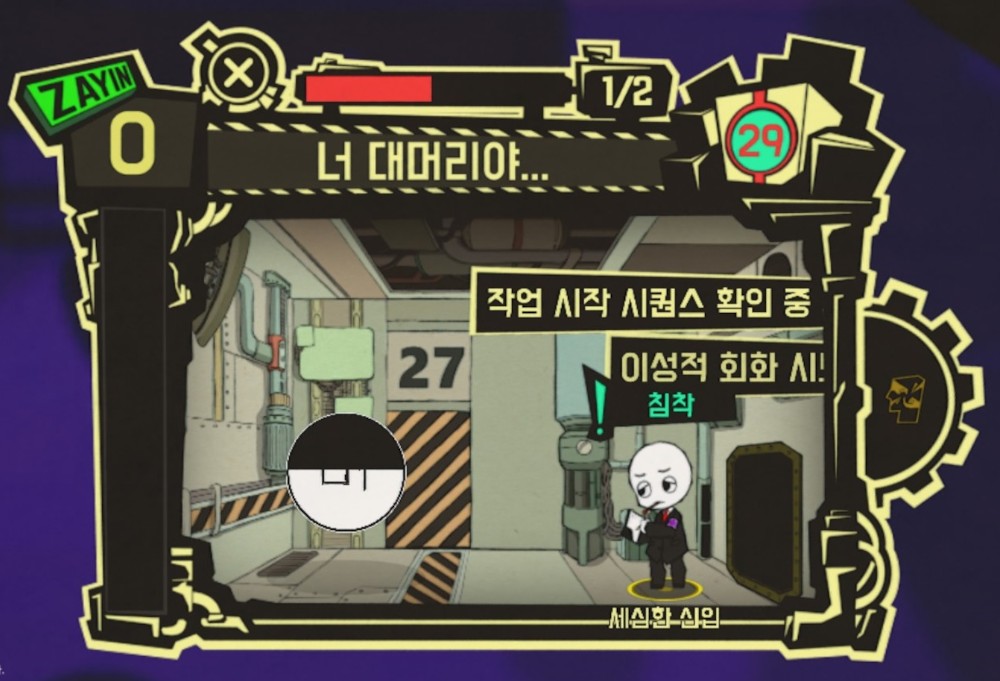 ZAYIN
0
1/2
29
너 대머리야...
작업 시작 시퀀스 확인 중
이성적 회화 시
침착
27
머
세심한 신입